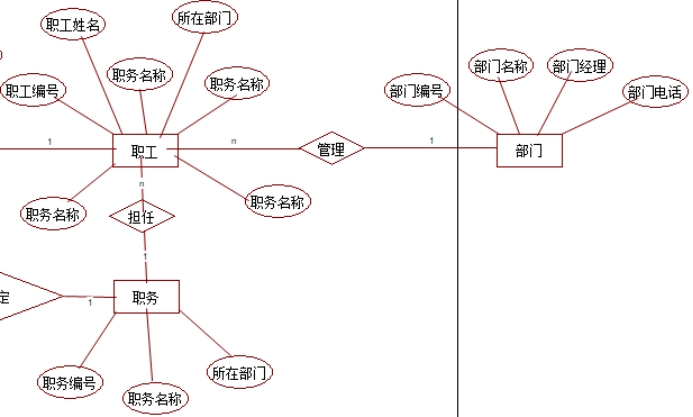 职工姓名
所在部门
职务名称
职务名称
职工编号
部门名称
部门经理
部门编号
部门电话
1
职工
n
管理
1
部门
n
职务名称
职务名称
担任
1
定
1
职务
职务编号
职务名称
所在部门